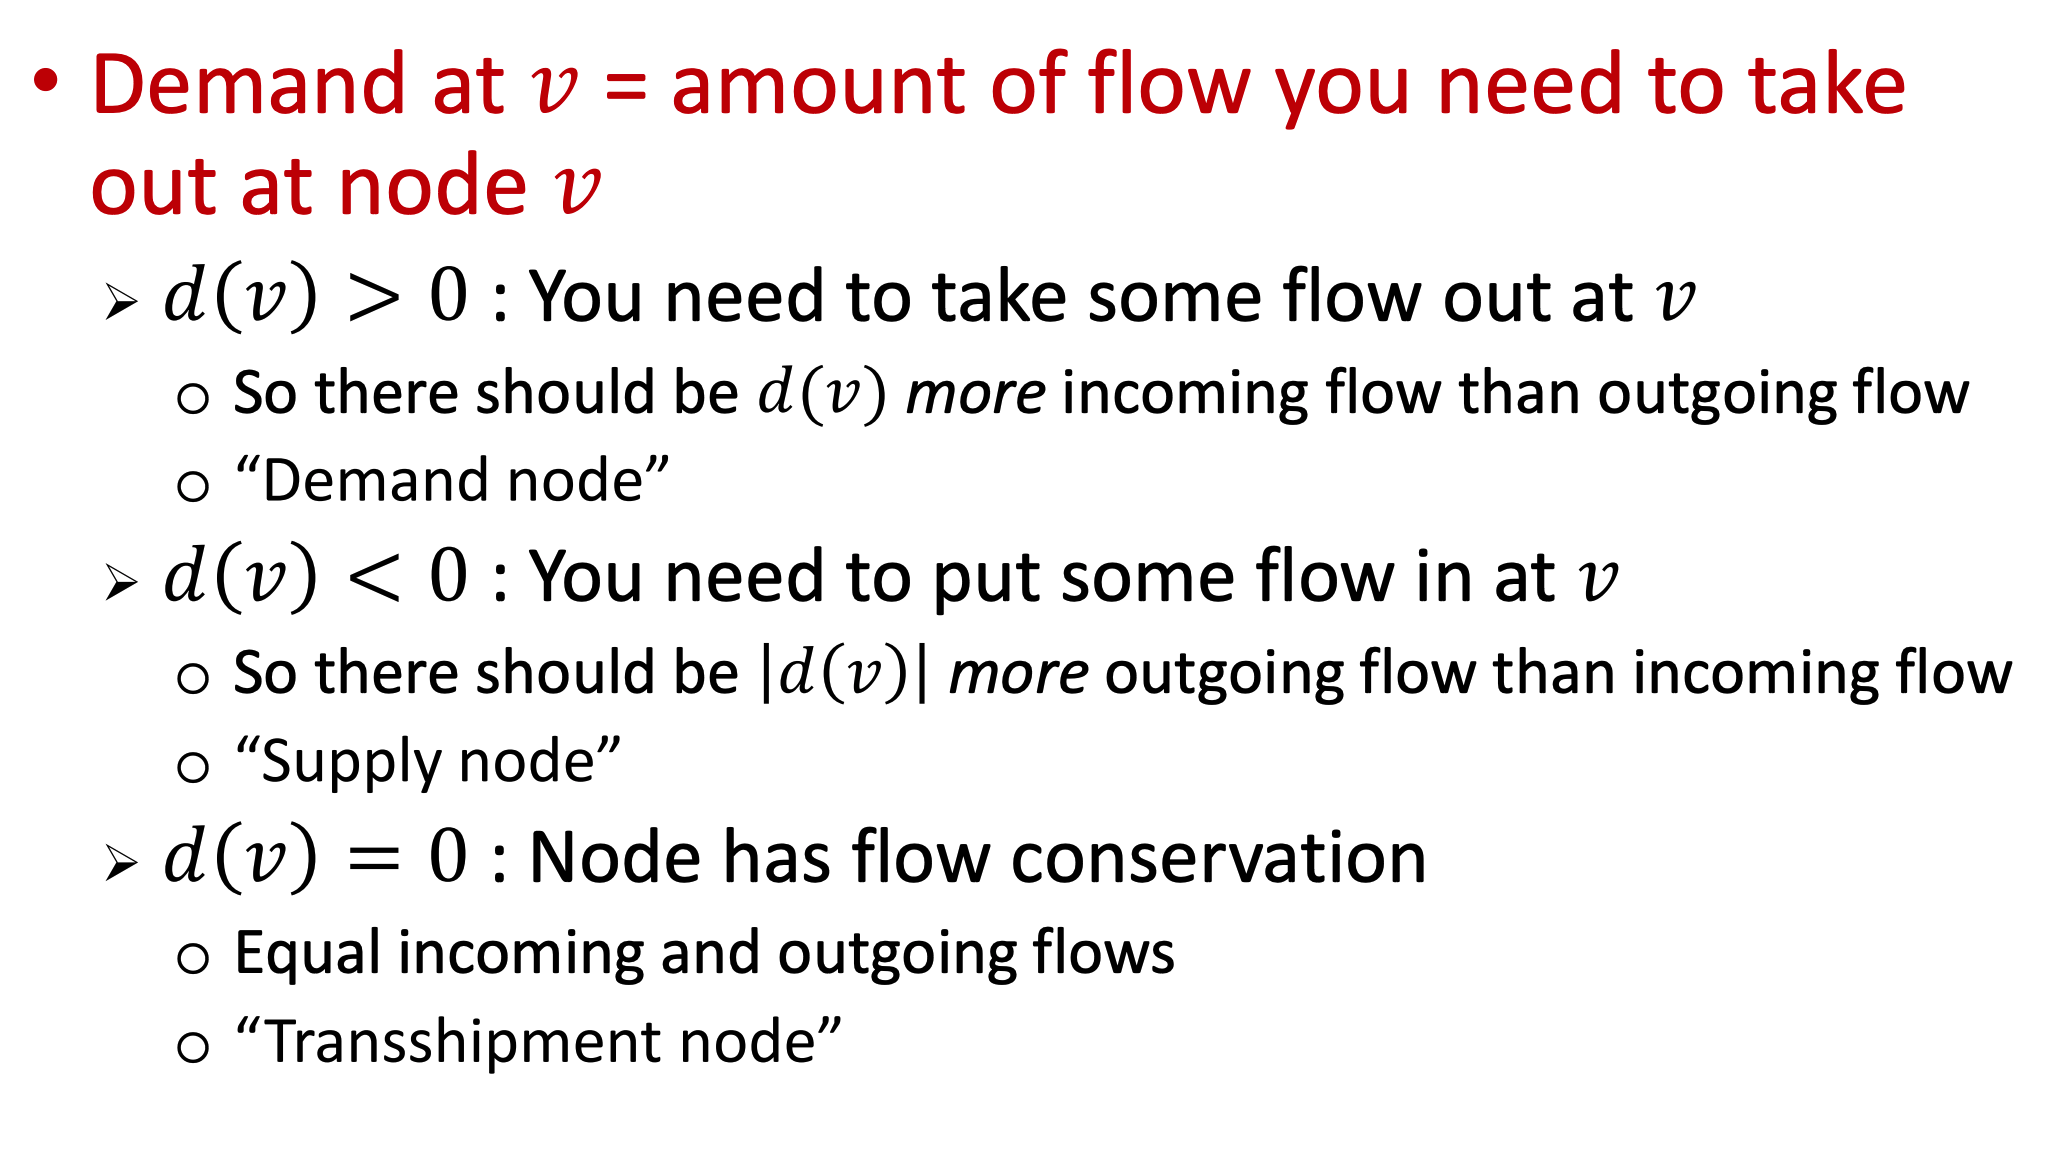 • Demand at 𝑣 = amount of flow you need to take
out at node 𝑣
➢ 𝑑(𝑣) > 0 : You need to take some flow out at 𝑣
o So there should be 𝑑(𝑣) more incoming flow than outgoing flow
o “Demand node”
➢ 𝑑(𝑣) < 0 : You need to put some flow in at 𝑣
o So there should be |𝑑(𝑣)| more outgoing flow than incoming flow
o “Supply node”
➢ 𝑑(𝑣) = 0 : Node has flow conservation
o Equal incoming and outgoing flows
o “Transshipment node”